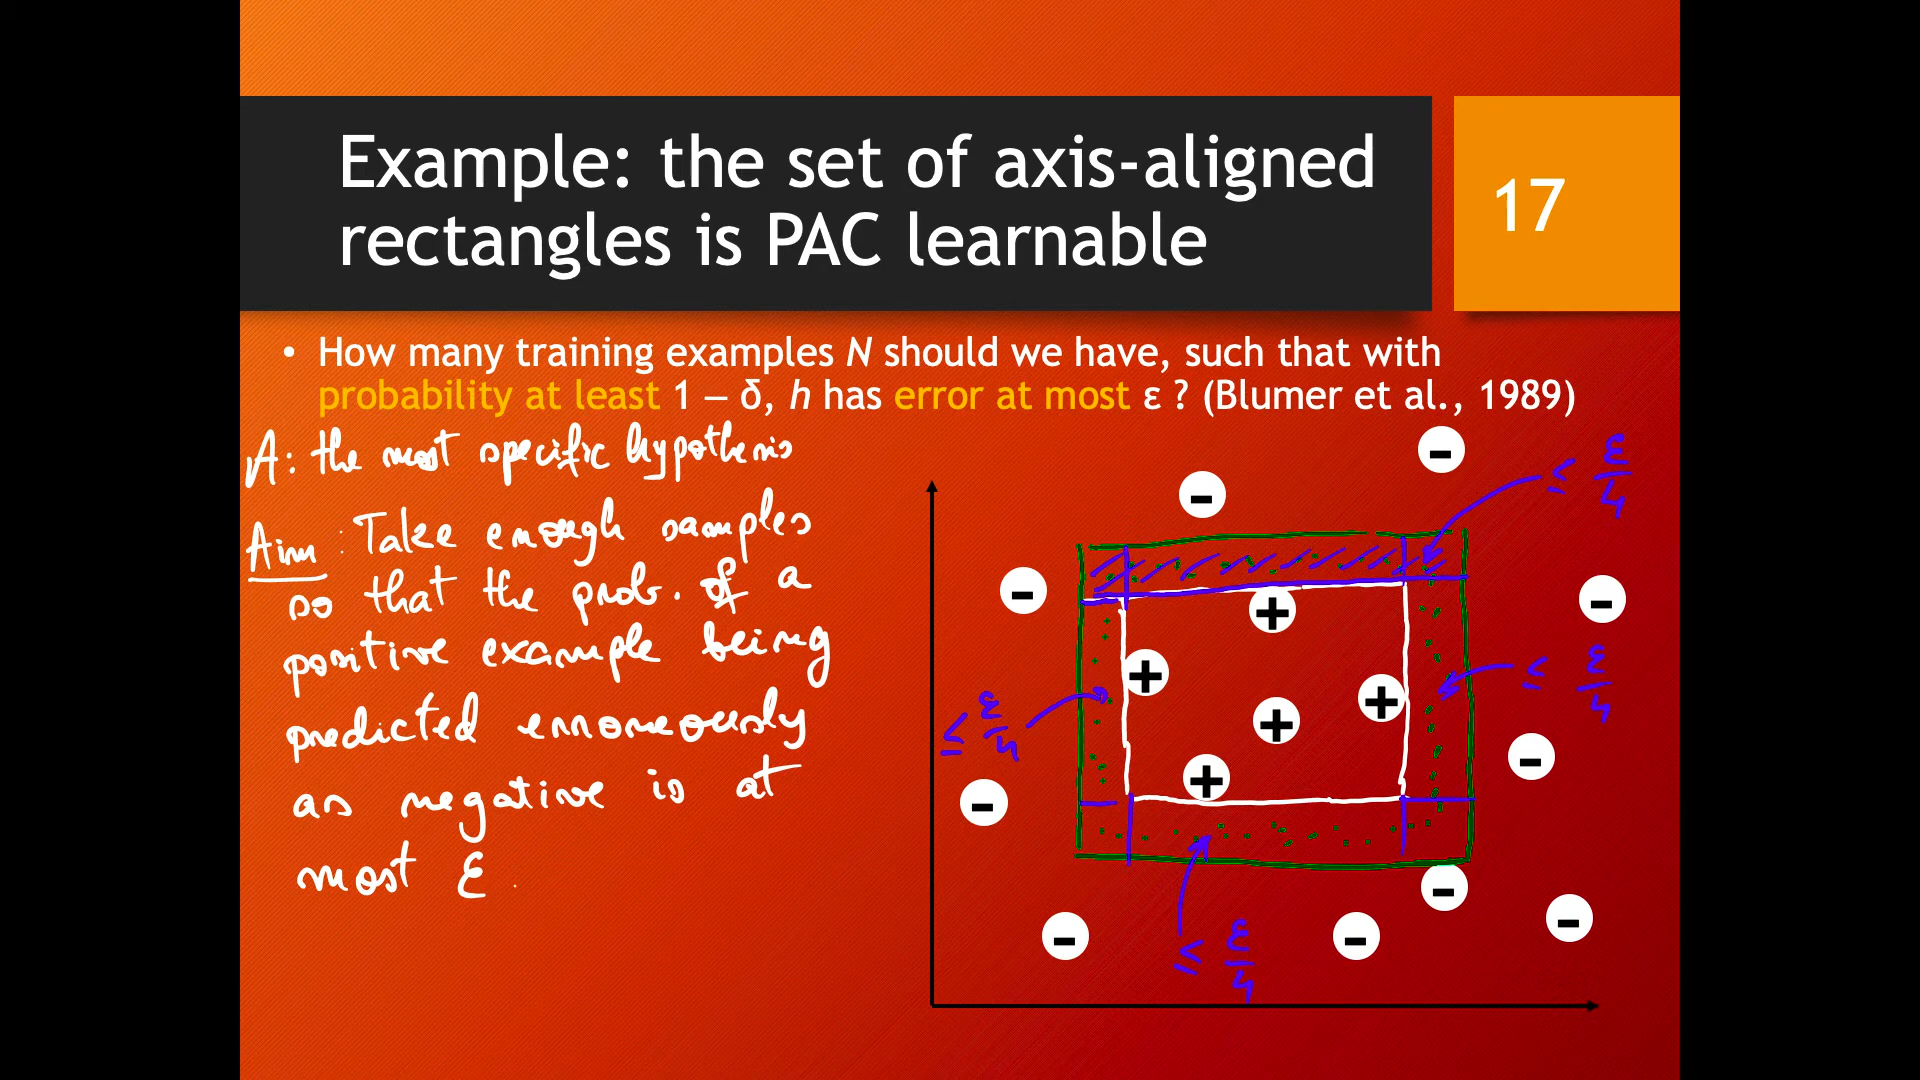 Example: the set of axis-aligned
rectangles is PAC learnable
17
• How many training examples N should we have, such that with
probability at least 1 – δ, h has error at most ε ? (Blumer et al., 1989)
A: the most specific hypothesis
Aim: Take enough samples
so that the prob. of a
positive example being
predicted erroneously
as negative is at
most ε.
≤ ε/4
≤ ε/4
≤ ε/4
≤ ε/4